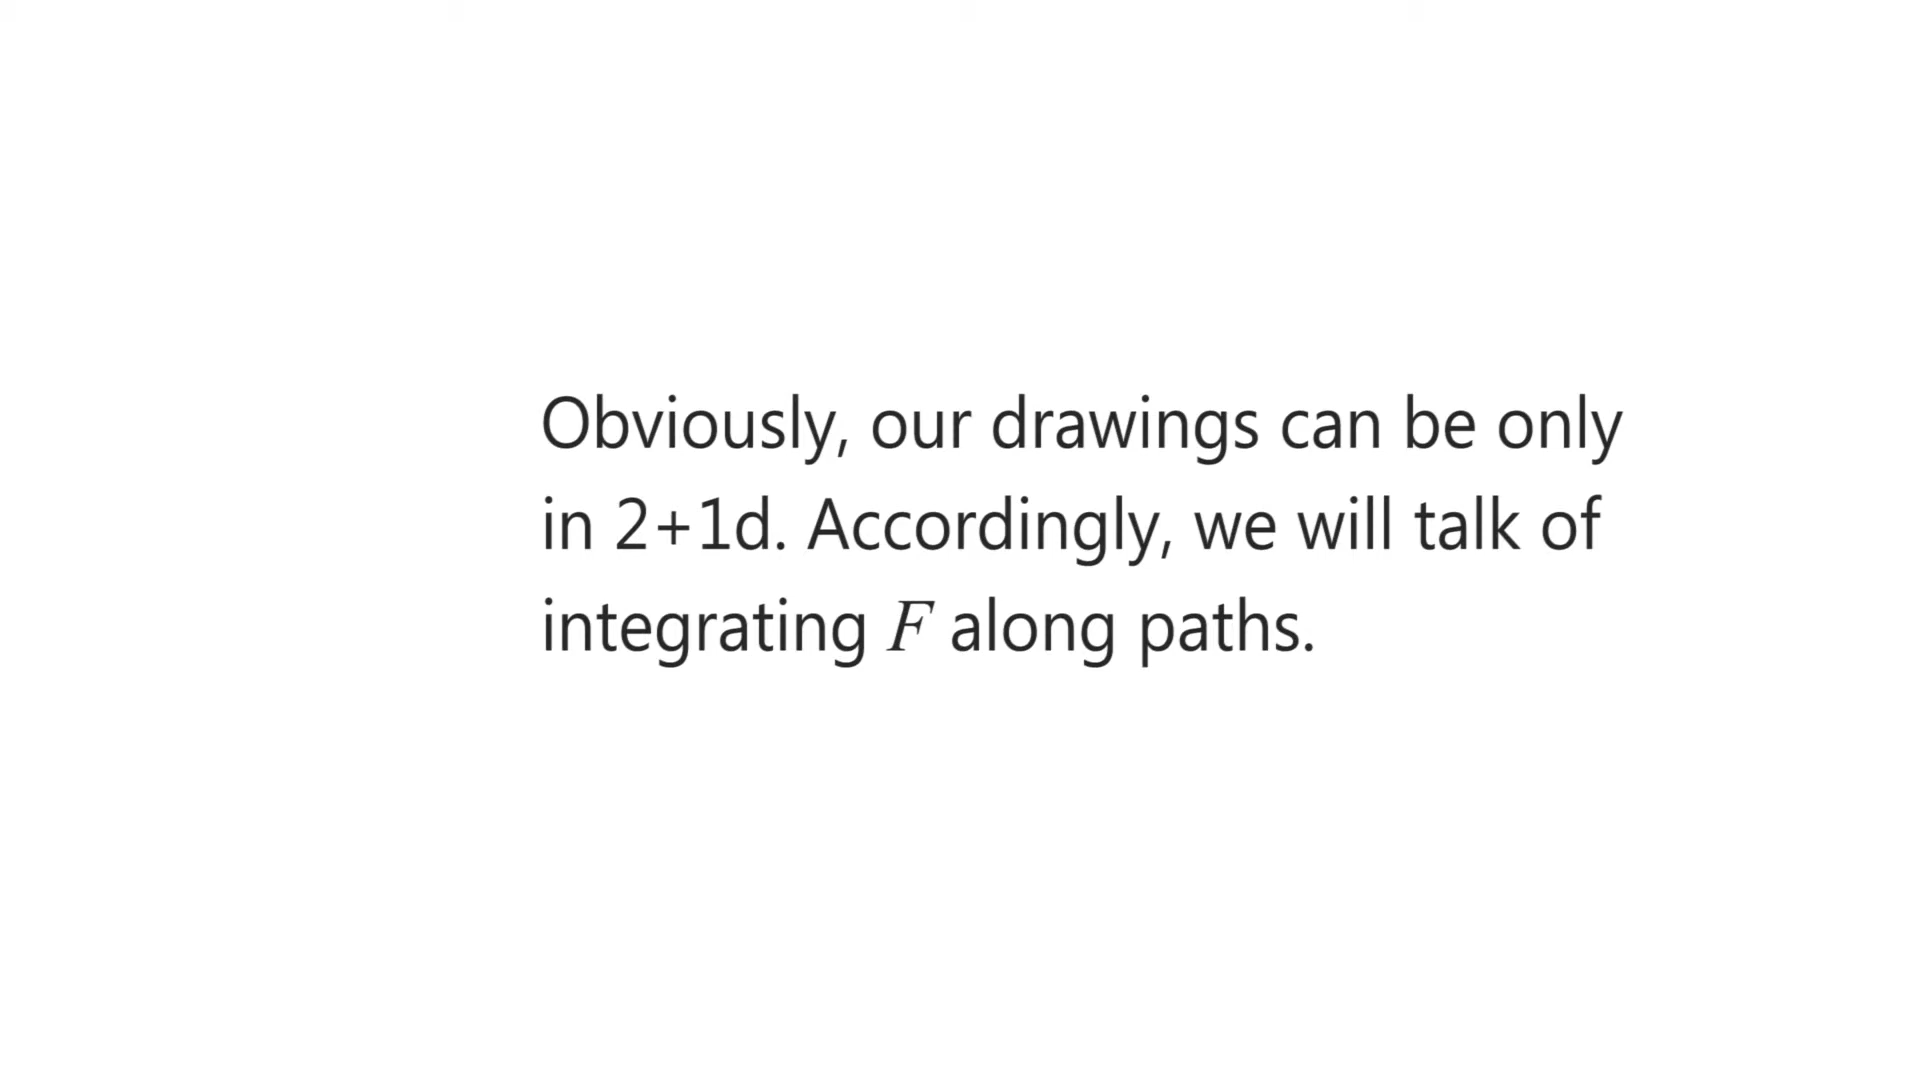 Obviously, our drawings can be only
in 2+1d. Accordingly, we will talk of
integrating F along paths.